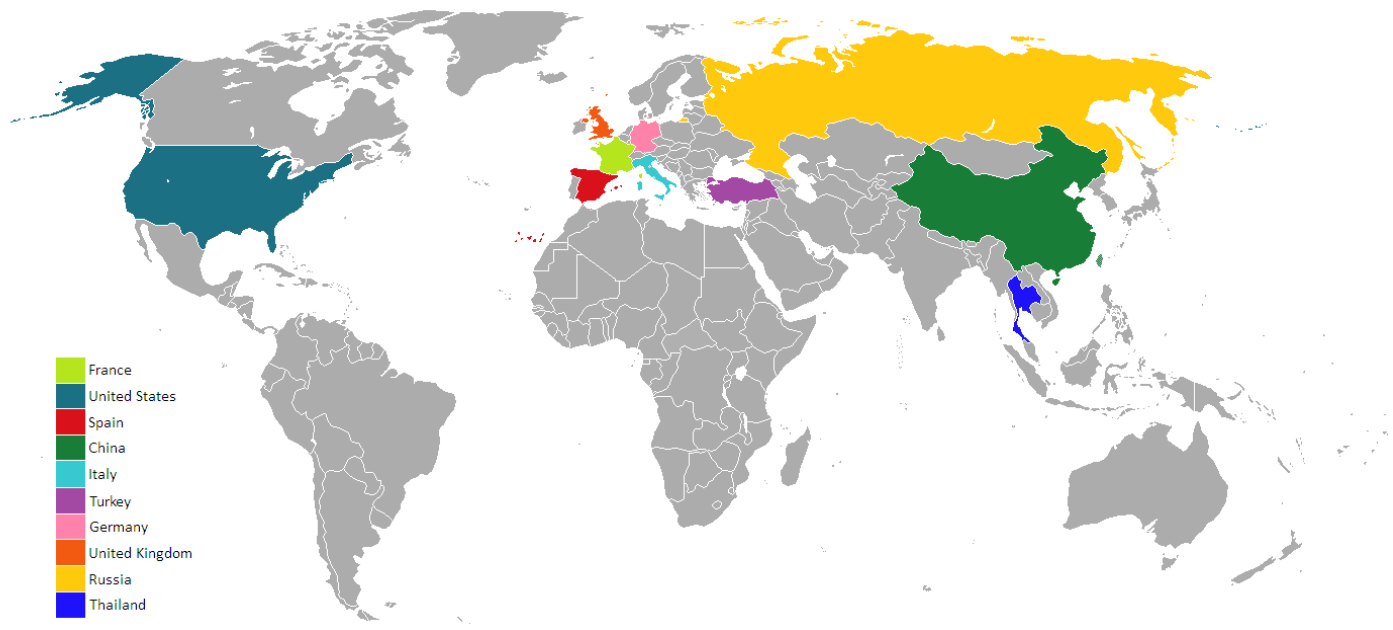 France
United States
Spain
China
Italy
Turkey
Germany
United Kingdom
Russia
Thailand